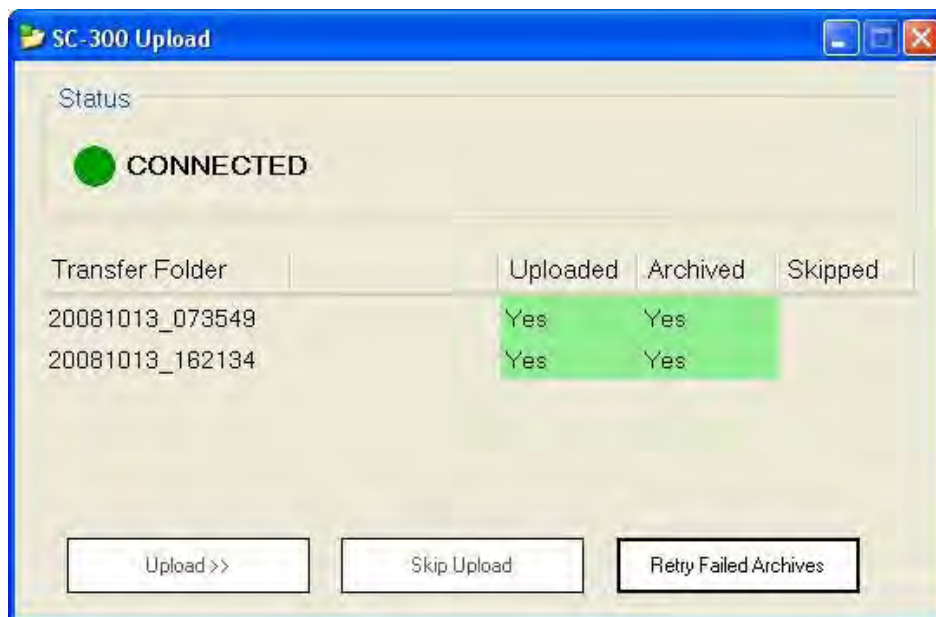 SC-300 Upload
Status
CONNECTED
Transfer Folder Uploaded Archived Skipped
20081013_073549 Yes Yes
20081013_162134 Yes Yes
Upload >> Skip Upload Retry Failed Archives